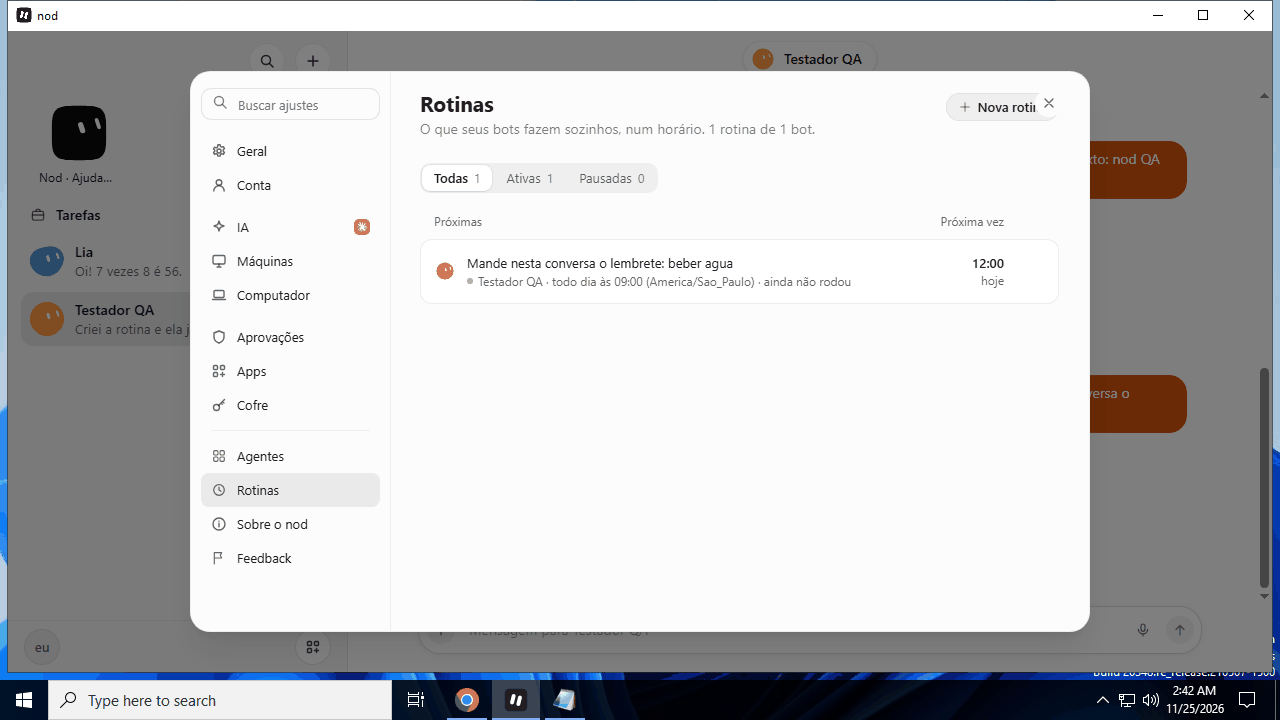 nod
Testador QA
Nod · Ajuda...
Tarefas
Lia
Oi! 7 vezes 8 é 56.
Testador QA
Criei a rotina e ela j
eu
Buscar ajustes
Geral
Conta
IA
Máquinas
Computador
Aprovações
Apps
Cofre
Agentes
Rotinas
Sobre o nod
Feedback
Rotinas
Nova rotin
O que seus bots fazem sozinhos, num horário. 1 rotina de 1 bot.
Todas 1
Ativas 1
Pausadas 0
Próximas
Próxima vez
Mande nesta conversa o lembrete: beber agua
12:00
Testador QA · todo dia às 09:00 (America/Sao_Paulo) · ainda não rodou
hoje
xto: nod QA
versa o
Mensagem para Testador QA
Type here to search
2:42 AM
11/25/2026